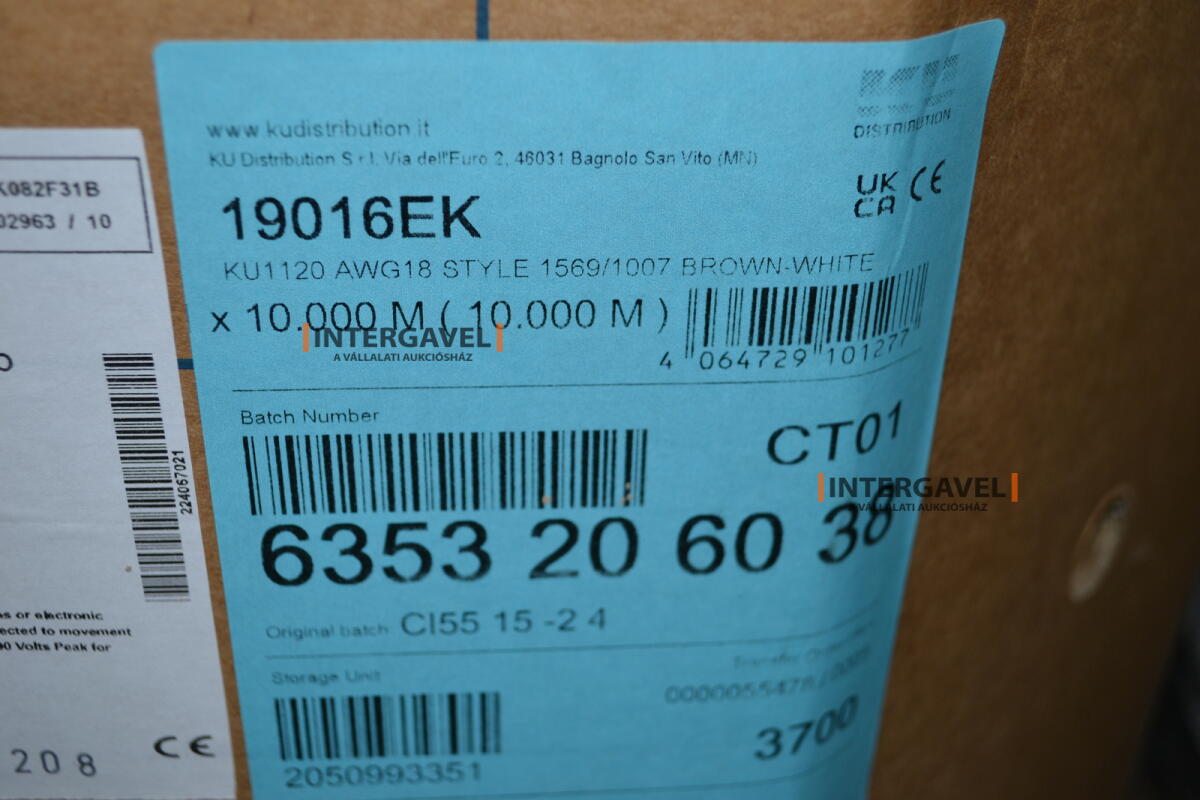 www.kudistribution.it
DISTRIBUTION
KU Distribution S.r.l. Via dell'Euro 2, 46031 Bagnolo San Vito (MN)
UK
CA CE
19016EK
KU1120 AWG18 STYLE 1569/1007 BROWN-WHITE
x 10.000 M ( 10.000 M )
4 064729 101277
INTERGAVEL
A VÁLLALATI AUKCIÓSHÁZ
Batch Number
CT01
INTERGAVEL
A VÁLLALATI AUKCIÓSHÁZ
6353 20 60 38
Original batch CI55 15 -2 4
Storage Unit
2050993351
3700
K082F31B
02963 / 10
224067021
as or electronic
ected to movement
00 Volts Peak for
208 CE